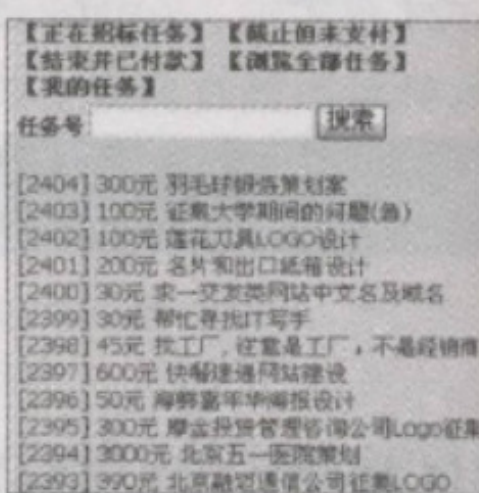 【正在招标任务】 【截止但未支付】
【结束并已付款】 【浏览全部任务】
【我的任务】
任务号 搜索
[2404] 300元 羽毛球锻炼策划案
[2403] 100元 征集大学期间的问题(急)
[2402] 100元 莲花刀具LOGO设计
[2401] 200元 名片和出口纸箱设计
[2400] 30元 求一交友类网站中文名及域名
[2399] 30元 帮忙寻找IT写手
[2398] 45元 找工厂,注意是工厂,不是经销商
[2397] 600元 快餐速递网站建设
[2396] 50元 嘉年华海报设计
[2395] 300元 摩金投资管理咨询公司Logo征集
[2394] 3000元 北京五一医院策划
[2393] 390元 北京融迈通信公司征集LOGO